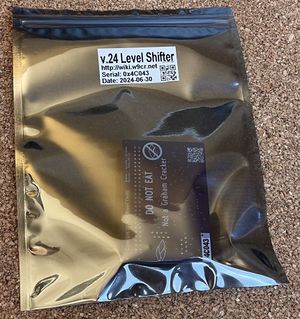 v.24 Level Shifter
http://wiki.w9cr.net
Serial: 0x4C043
Date: 2024-06-30
DO NOT EAT
Not a Graham Cracker
4C043